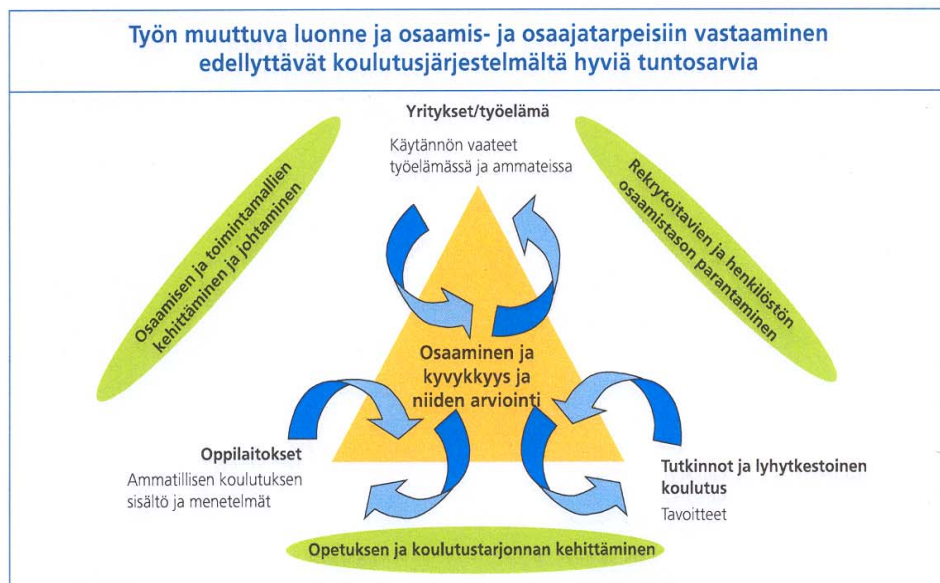 Työn muuttuva luonne ja osaamis- ja osaajatarpeisiin vastaaminen
edellyttävät koulutusjärjestelmältä hyviä tuntosarvia
Yritykset/työelämä
Käytännön vaateet
työelämässä ja ammateissa
Osaamisen ja toimintamallien
kehittäminen ja johtaminen
Rekrytoitavien ja henkilöstön
osaamistason parantaminen
Osaaminen ja
kyvykkyys ja
niiden arviointi
Oppilaitokset
Ammatillisen koulutuksen
sisältö ja menetelmät
Tutkinnot ja lyhytkestoinen
koulutus
Tavoitteet
Opetuksen ja koulutustarjonnan kehittäminen